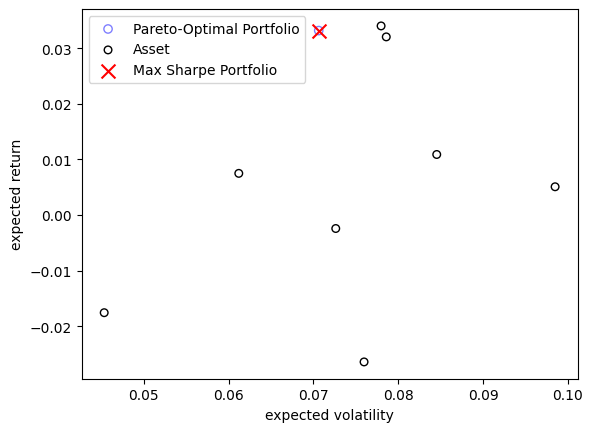 Pareto-Optimal Portfolio
Asset
Max Sharpe Portfolio
0.03
0.02
0.01
0.00
−0.01
−0.02
expected return
0.05 0.06 0.07 0.08 0.09 0.10
expected volatility